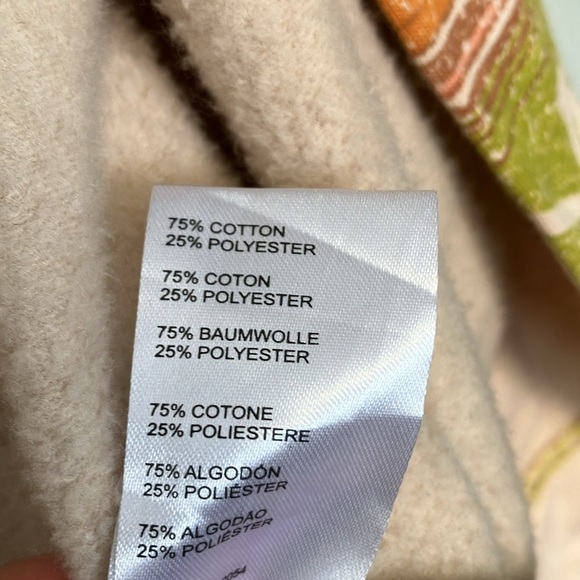 75% COTTON
25% POLYESTER
75% COTON
25% POLYESTER
75% BAUMWOLLE
25% POLYESTER
75% COTONE
25% POLIESTERE
75% ALGODÓN
25% POLIÉSTER
75% ALGODÃO
25% POLIÉSTER